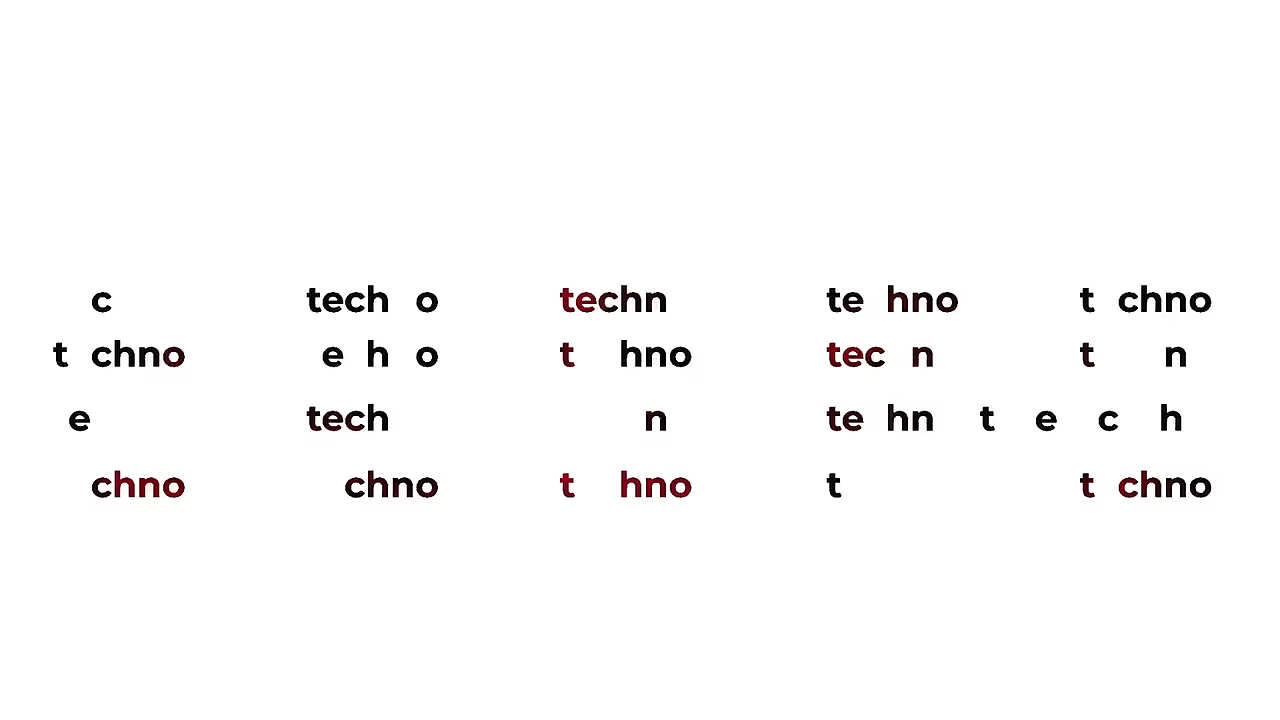 c tech o techn te hno t chno
t chno e h o t hno tec n t n
e tech n te hn t e c h
chno chno t hno t t chno